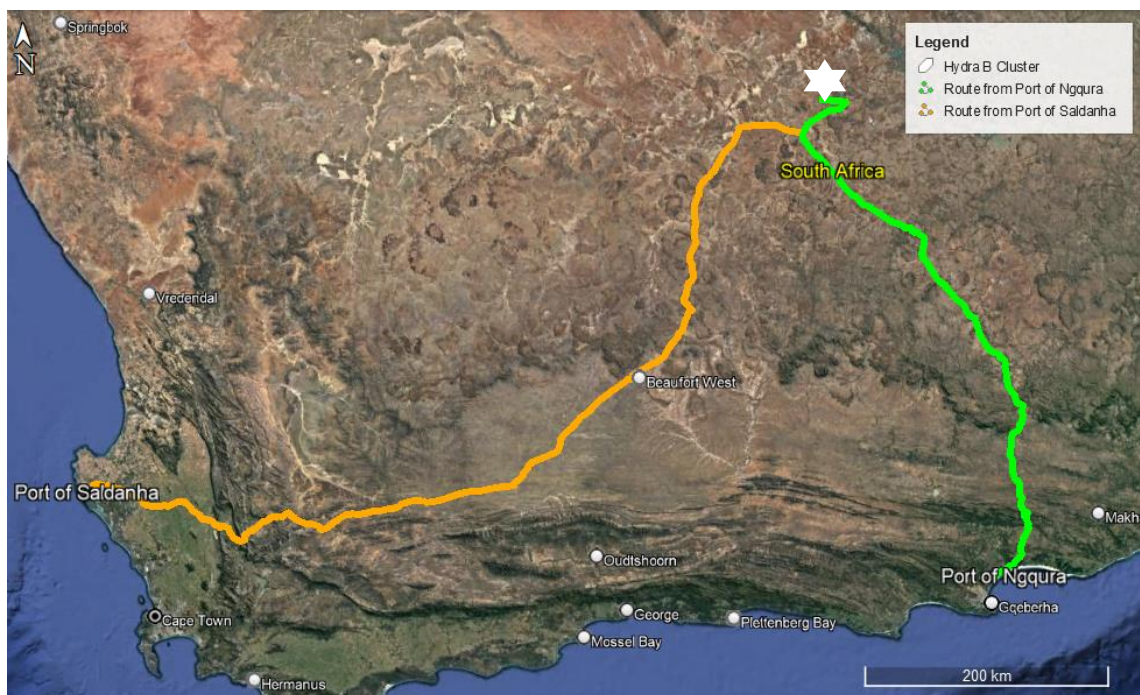 Springbok
N
Legend
Hydra B Cluster
Route from Port of Ngqura
Route from Port of Saldanha
South Africa
Vredendal
Beaufort West
Port of Saldanha
Makh
Oudtshoorn
Port of Ngqura
Gqeberha
Cape Town
George
Plettenberg Bay
Mossel Bay
200 km
Hermanus